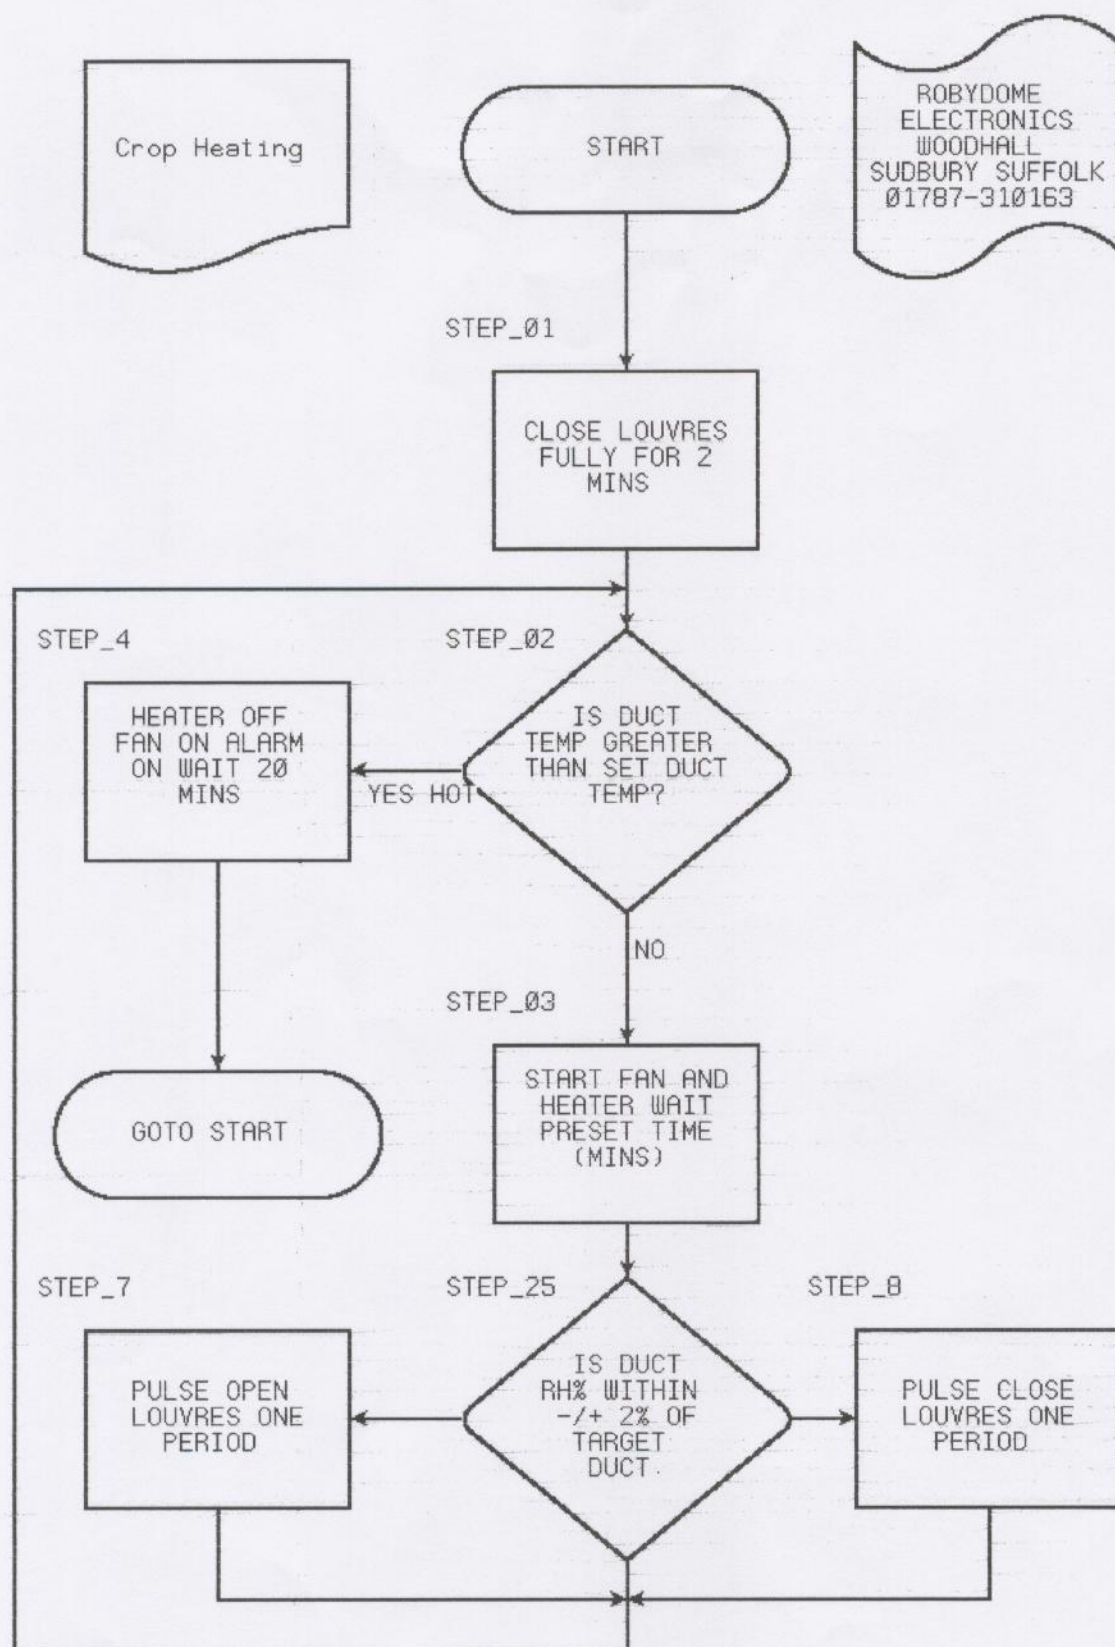 Crop Heating
START
ROBYDOME
ELECTRONICS
WOODHALL
SUDBURY SUFFOLK
01787-310163
STEP_01
CLOSE LOUVRES
FULLY FOR 2
MINS
STEP_4
STEP_02
HEATER OFF
FAN ON ALARM
ON WAIT 20
MINS
IS DUCT
TEMP GREATER
THAN SET DUCT
TEMP?
YES HOT
NO
STEP_03
START FAN AND
HEATER WAIT
PRESET TIME
(MINS)
GOTO START
STEP_7
STEP_25
STEP_8
PULSE OPEN
LOUVRES ONE
PERIOD
IS DUCT
RH% WITHIN
-/+ 2% OF
TARGET
DUCT
PULSE CLOSE
LOUVRES ONE
PERIOD